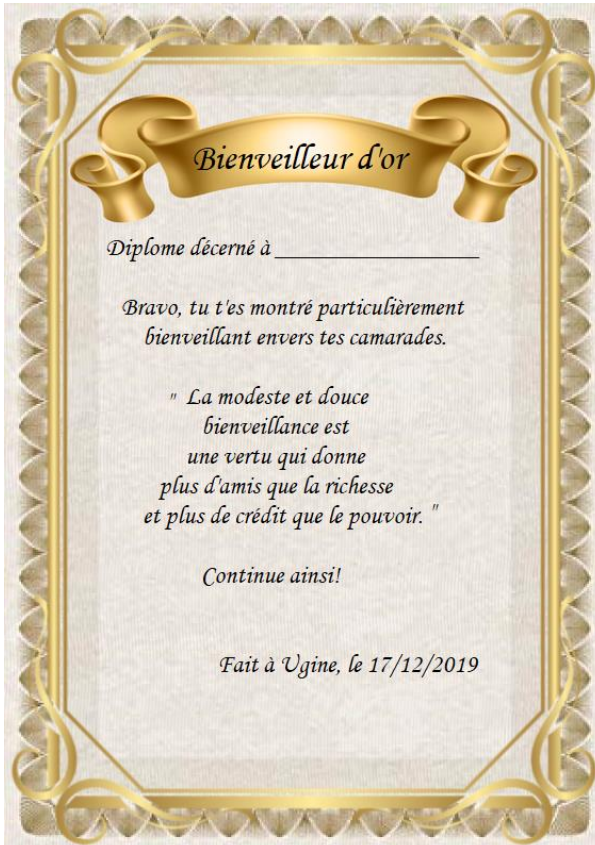 Bienveilleur d'or
Diplome décerné à ___________________
Bravo, tu t'es montré particulièrement
bienveillant envers tes camarades.
" La modeste et douce
bienveillance est
une vertu qui donne
plus d'amis que la richesse
et plus de crédit que le pouvoir. "
Continue ainsi!
Fait à Ugine, le 17/12/2019